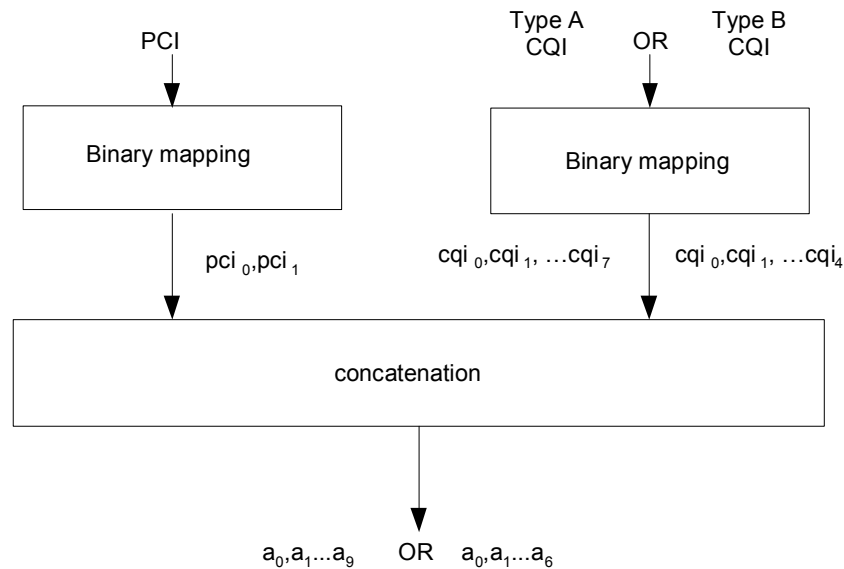 PCI
Type A
CQI
OR
Type B
CQI
Binary mapping
Binary mapping
pci 0,pci 1
cqi 0,cqi 1, …cqi 7
cqi 0,cqi 1, …cqi4
concatenation
a0,a1...a9 OR a0,a1...a6